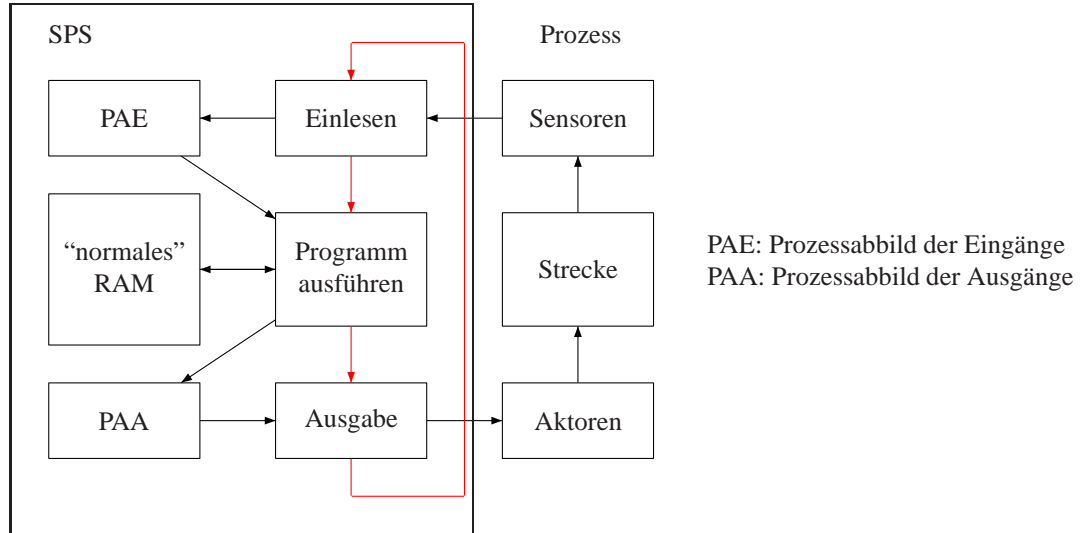 SPS
Prozess
PAE
Einlesen
Sensoren
“normales”
RAM
Programm
ausführen
Strecke
PAE: Prozessabbild der Eingänge
PAA: Prozessabbild der Ausgänge
PAA
Ausgabe
Aktoren